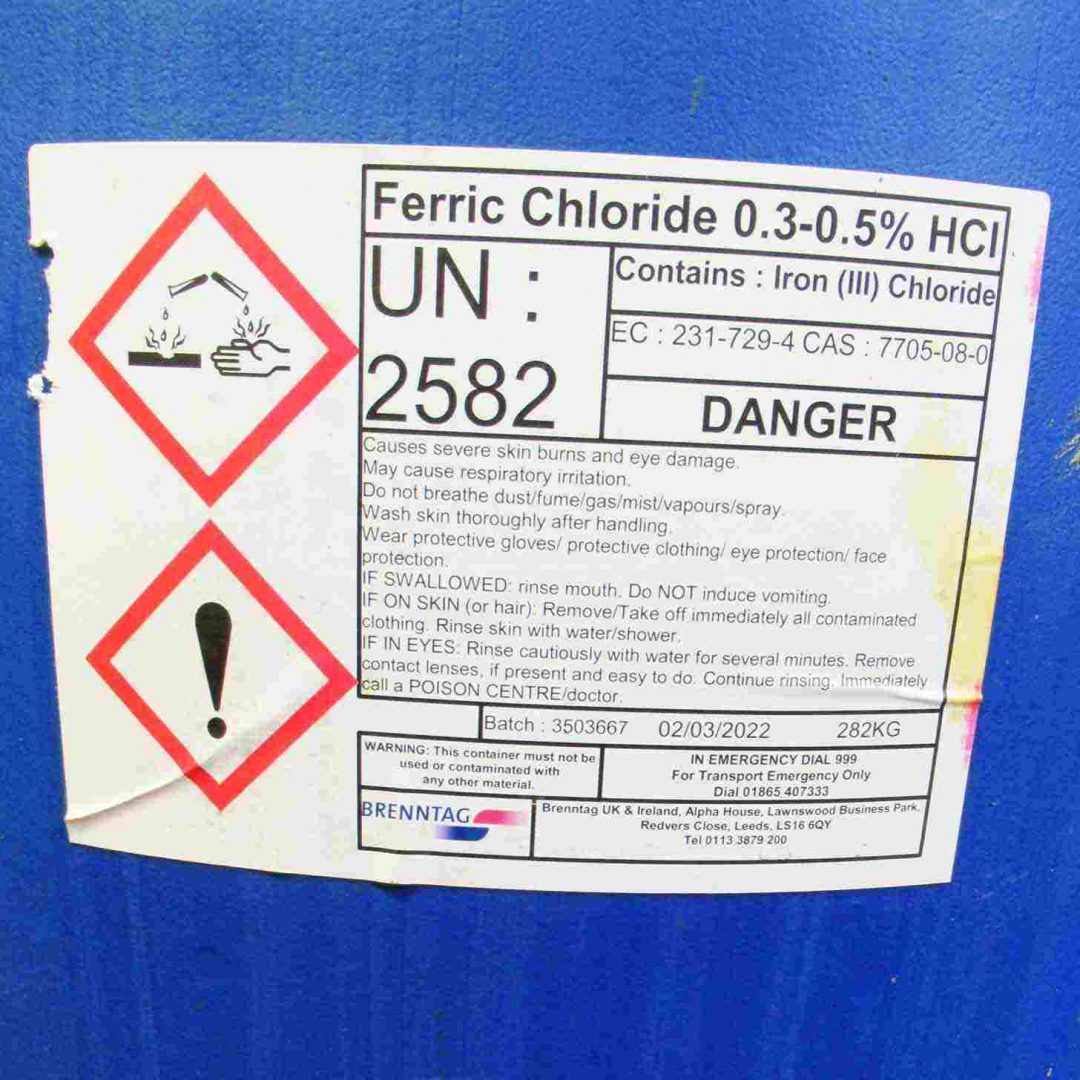 Ferric Chloride 0.3-0.5% HCl
UN :
2582
Contains : Iron (III) Chloride
EC : 231-729-4 CAS : 7705-08-0
DANGER
Causes severe skin burns and eye damage.
May cause respiratory irritation.
Do not breathe dust/fume/gas/mist/vapours/spray.
Wash skin thoroughly after handling.
Wear protective gloves/ protective clothing/ eye protection/ face
protection.
IF SWALLOWED: rinse mouth. Do NOT induce vomiting.
IF ON SKIN (or hair): Remove/Take off immediately all contaminated
clothing. Rinse skin with water/shower.
IF IN EYES: Rinse cautiously with water for several minutes. Remove
contact lenses, if present and easy to do. Continue rinsing. Immediately
call a POISON CENTRE/doctor.
Batch : 3503667 02/03/2022 282KG
WARNING: This container must not be
used or contaminated with
any other material.
IN EMERGENCY DIAL 999
For Transport Emergency Only
Dial 01865 407333
BRENNTAG
Brenntag UK & Ireland, Alpha House, Lawnswood Business Park,
Redvers Close, Leeds, LS16 6QY
Tel 0113 3879 200